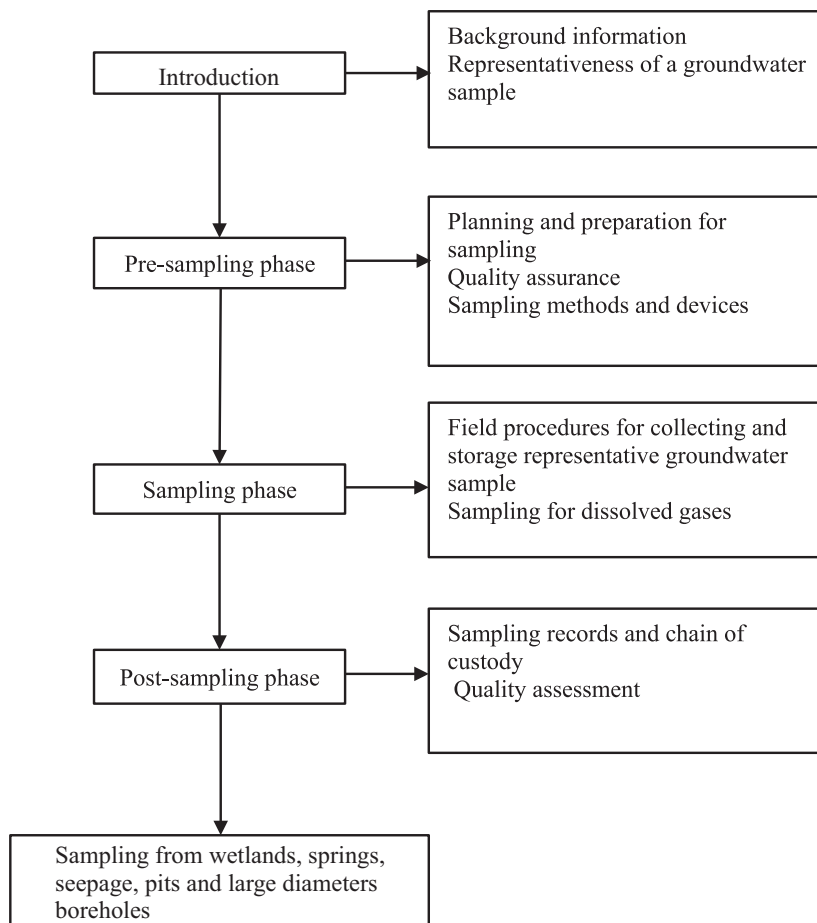 Introduction
Background information
Representativeness of a groundwater
sample
Pre-sampling phase
Planning and preparation for
sampling
Quality assurance
Sampling methods and devices
Sampling phase
Field procedures for collecting and
storage representative groundwater
sample
Sampling for dissolved gases
Post-sampling phase
Sampling records and chain of
custody
Quality assessment
Sampling from wetlands, springs,
seepage, pits and large diameters
boreholes